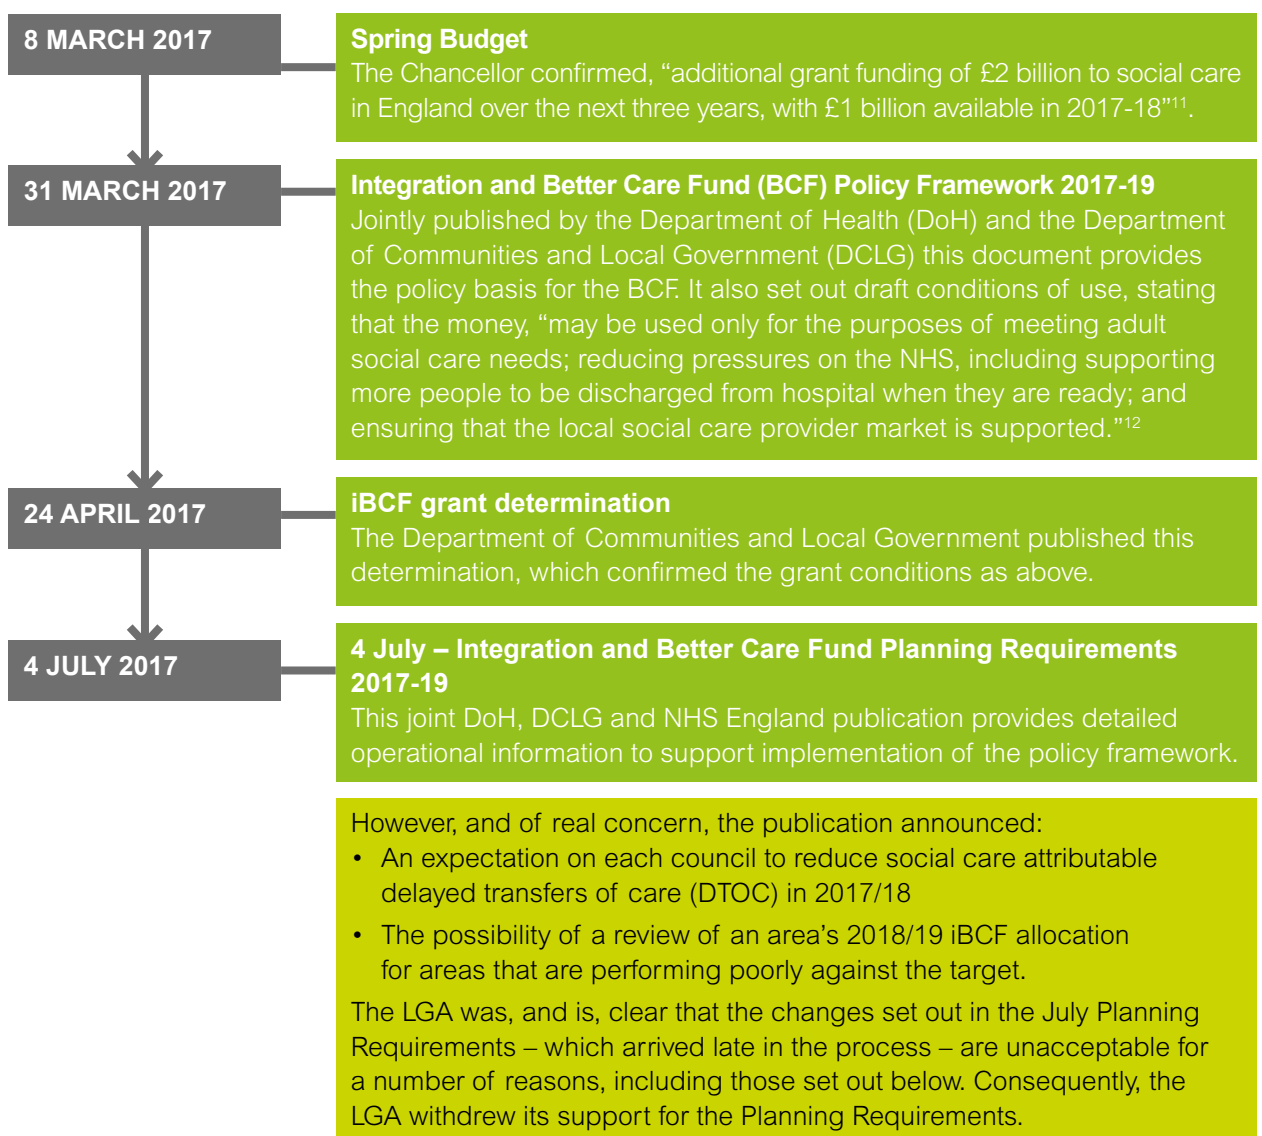 8 MARCH 2017
Spring Budget
The Chancellor confirmed, “additional grant funding of £2 billion to social care
in England over the next three years, with £1 billion available in 2017-18”11.
31 MARCH 2017
Integration and Better Care Fund (BCF) Policy Framework 2017-19
Jointly published by the Department of Health (DoH) and the Department
of Communities and Local Government (DCLG) this document provides
the policy basis for the BCF. It also set out draft conditions of use, stating
that the money, “may be used only for the purposes of meeting adult
social care needs; reducing pressures on the NHS, including supporting
more people to be discharged from hospital when they are ready; and
ensuring that the local social care provider market is supported.”12
24 APRIL 2017
iBCF grant determination
The Department of Communities and Local Government published this
determination, which confirmed the grant conditions as above.
4 JULY 2017
4 July – Integration and Better Care Fund Planning Requirements
2017-19
This joint DoH, DCLG and NHS England publication provides detailed
operational information to support implementation of the policy framework.
However, and of real concern, the publication announced:
• An expectation on each council to reduce social care attributable
delayed transfers of care (DTOC) in 2017/18
• The possibility of a review of an area’s 2018/19 iBCF allocation
for areas that are performing poorly against the target.
The LGA was, and is, clear that the changes set out in the July Planning
Requirements – which arrived late in the process – are unacceptable for
a number of reasons, including those set out below. Consequently, the
LGA withdrew its support for the Planning Requirements.